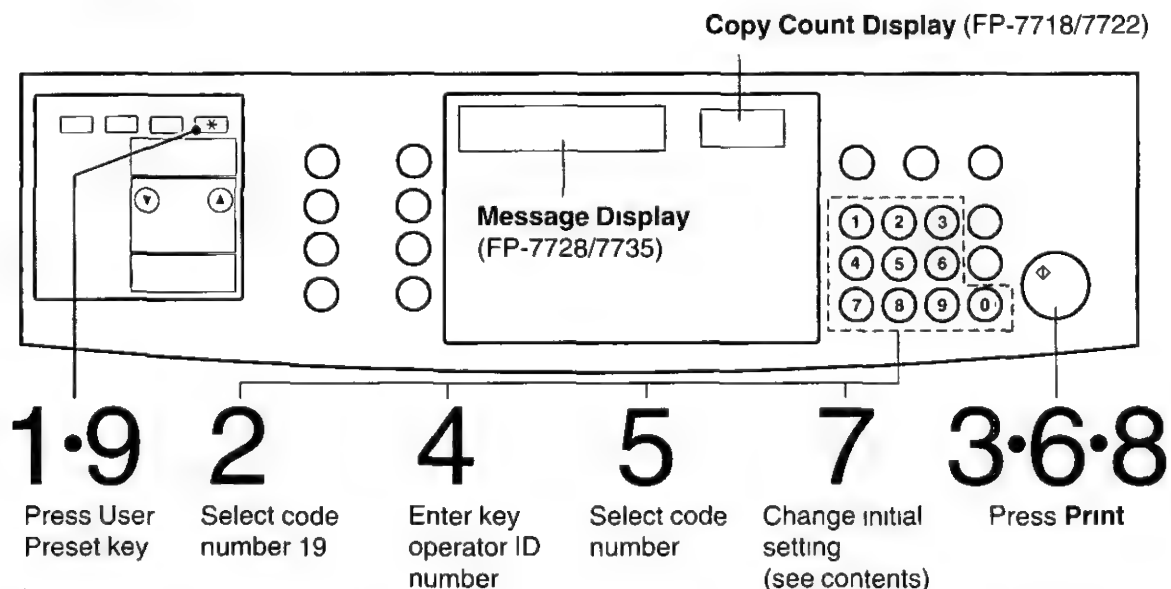 Copy Count Display (FP-7718/7722)
*
Message Display
(FP-7728/7735)
1 2 3
4 5 6
7 8 9 0
1•9
Press User
Preset key
2
Select code
number 19
4
Enter key
operator ID
number
5
Select code
number
7
Change initial
setting
(see contents)
3•6•8
Press Print